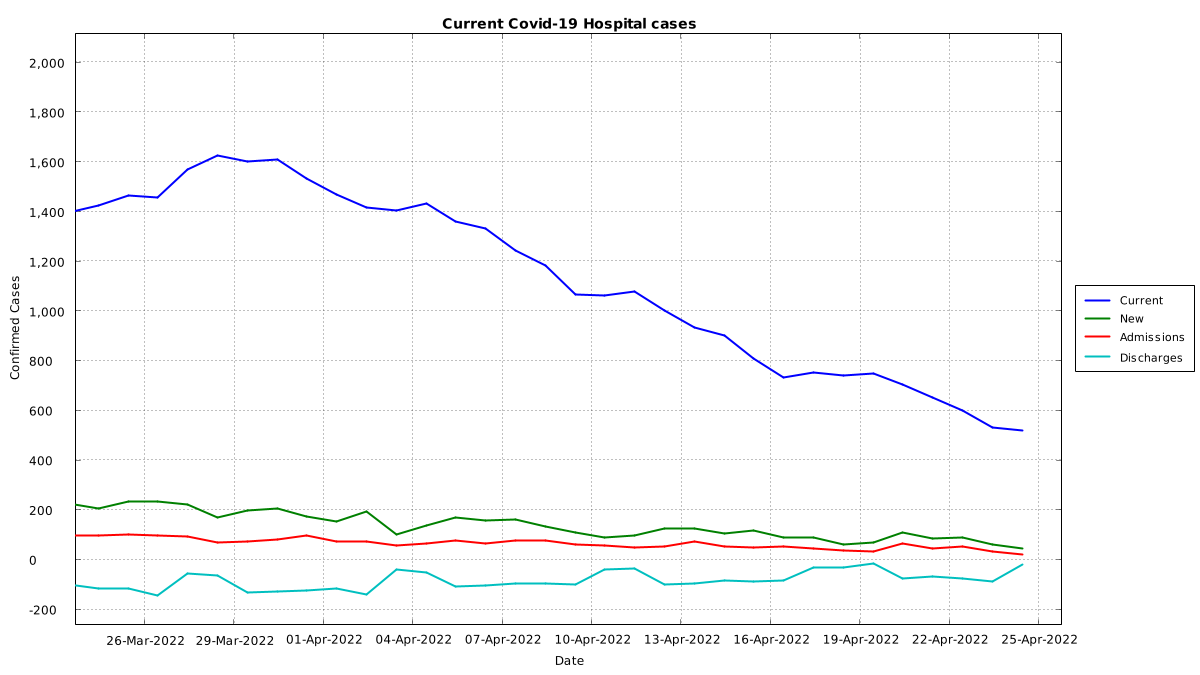 Current Covid-19 Hospital cases
2,000
1,800
1,600
1,400
1,200
1,000
800
600
400
200
0
-200
Confirmed Cases
26-Mar-2022
29-Mar-2022
01-Apr-2022
04-Apr-2022
07-Apr-2022
10-Apr-2022
13-Apr-2022
16-Apr-2022
19-Apr-2022
22-Apr-2022
25-Apr-2022
Date
Current
New
Admissions
Discharges